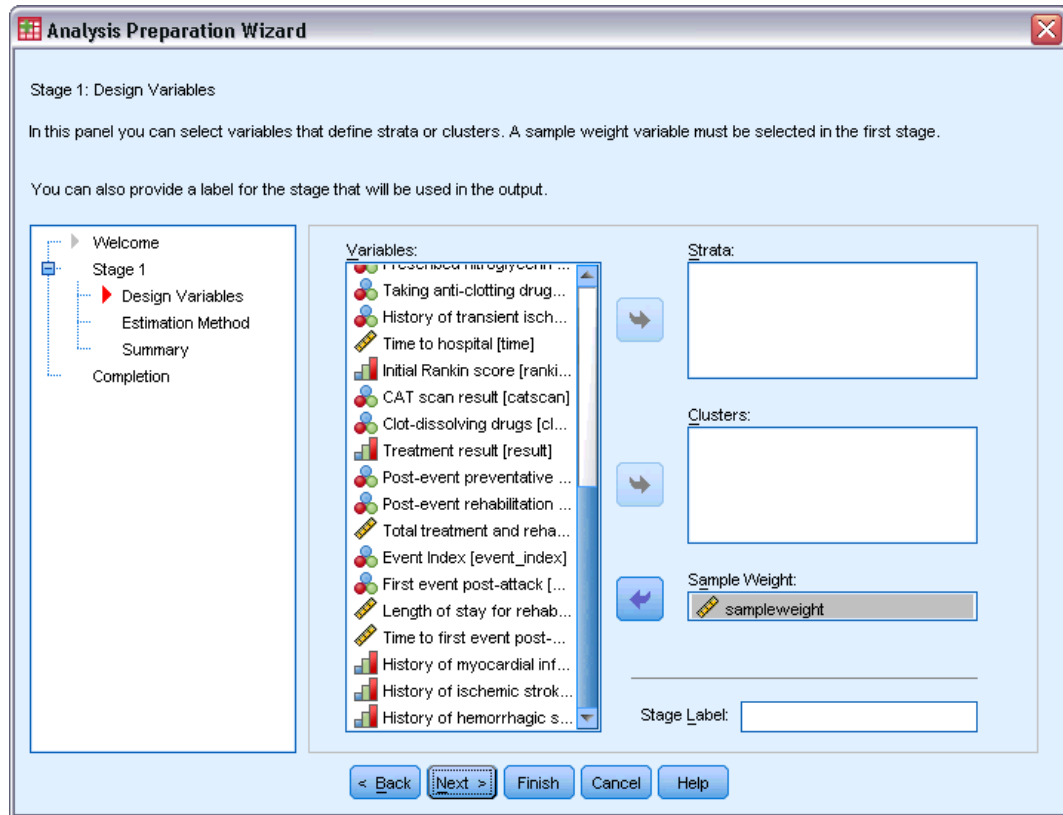 Analysis Preparation Wizard
Stage 1: Design Variables
In this panel you can select variables that define strata or clusters. A sample weight variable must be selected in the first stage.
You can also provide a label for the stage that will be used in the output.
Welcome
Stage 1
Design Variables
Estimation Method
Summary
Completion
Variables:
Prescribed nitroglycerin ...
Taking anti-clotting drug...
History of transient isch...
Time to hospital [time]
Initial Rankin score [ranki...
CAT scan result [catscan]
Clot-dissolving drugs [cl...
Treatment result [result]
Post-event preventative ...
Post-event rehabilitation ...
Total treatment and reha...
Event Index [event_index]
First event post-attack [...
Length of stay for rehab...
Time to first event post-...
History of myocardial inf...
History of ischemic strok...
History of hemorrhagic s...
Strata:
Clusters:
Sample Weight:
sampleweight
Stage Label:
< Back
Next >
Finish
Cancel
Help